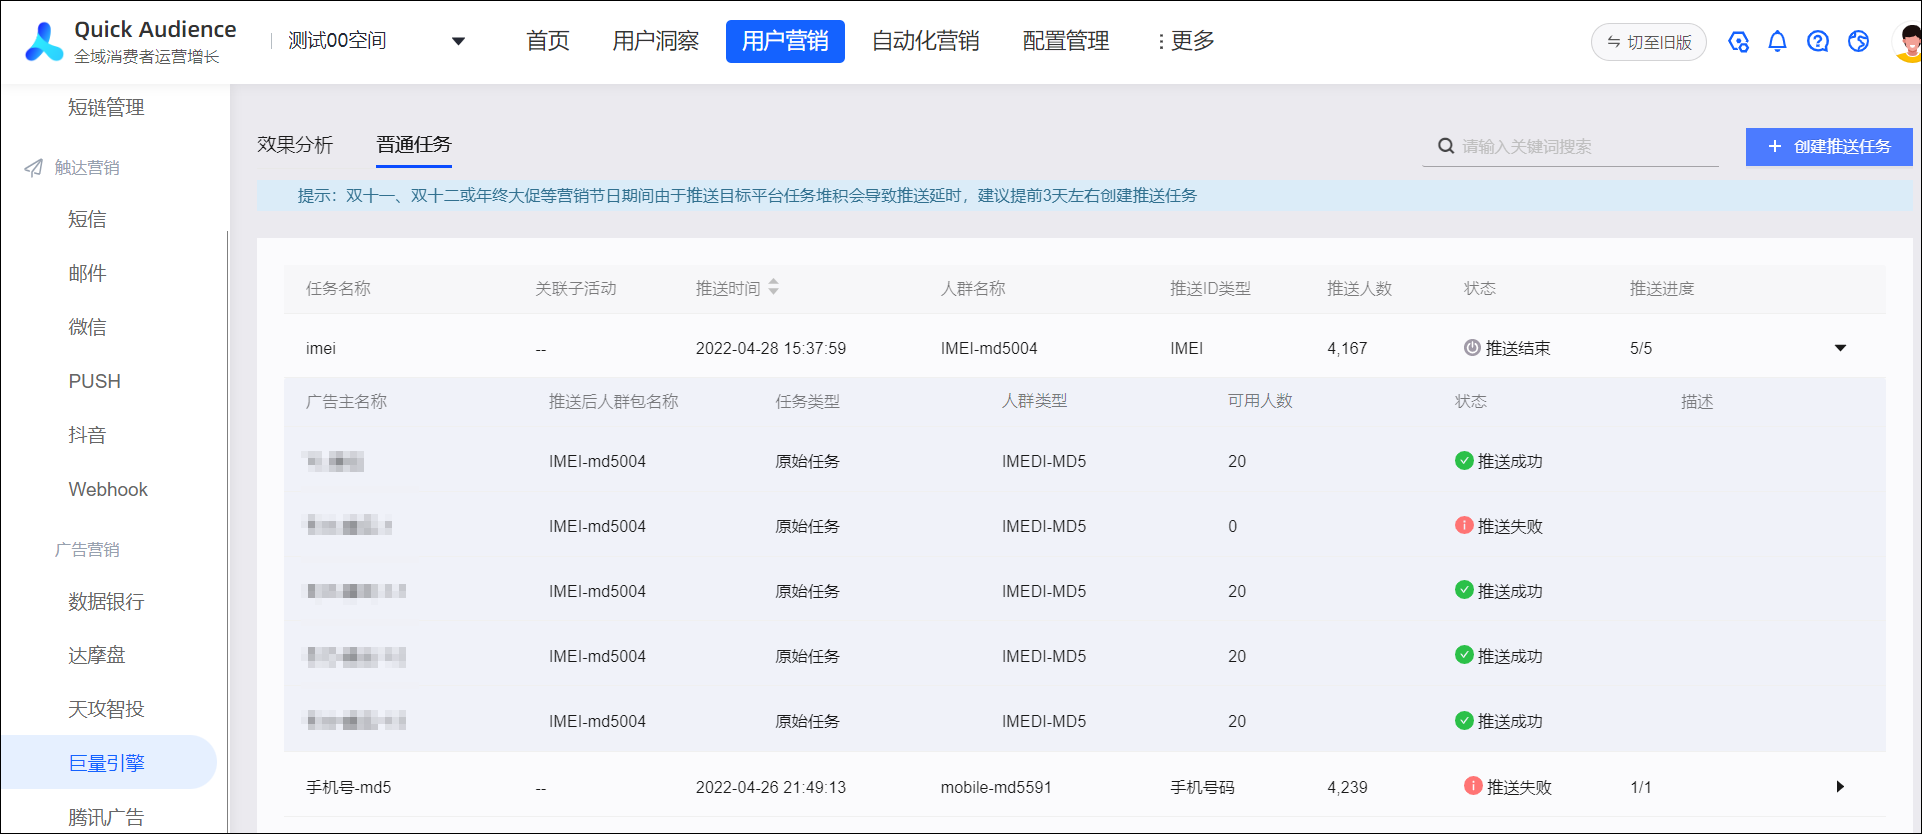 Quick Audience
全域消费者运营增长
测试00空间
首页
用户洞察
用户营销
自动化营销
配置管理
更多
切至旧版
短链管理
触达营销
短信
邮件
微信
PUSH
抖音
Webhook
广告营销
数据银行
达摩盘
天攻智投
巨量引擎
腾讯广告
效果分析
普通任务
请输入关键词搜索
+ 创建推送任务
提示：双十一、双十二或年终大促等营销节日期间由于推送目标平台任务堆积会导致推送延时，建议提前3天左右创建推送任务
任务名称 关联子活动 推送时间 人群名称 推送ID类型 推送人数 状态 推送进度
imei -- 2022-04-28 15:37:59 IMEI-md5004 IMEI 4,167 推送结束 5/5
广告主名称 推送后人群包名称 任务类型 人群类型 可用人数 状态 描述
IMEI-md5004 原始任务 IMEDI-MD5 20 推送成功
IMEI-md5004 原始任务 IMEDI-MD5 0 推送失败
IMEI-md5004 原始任务 IMEDI-MD5 20 推送成功
IMEI-md5004 原始任务 IMEDI-MD5 20 推送成功
IMEI-md5004 原始任务 IMEDI-MD5 20 推送成功
手机号-md5 -- 2022-04-26 21:49:13 mobile-md5591 手机号码 4,239 推送失败 1/1